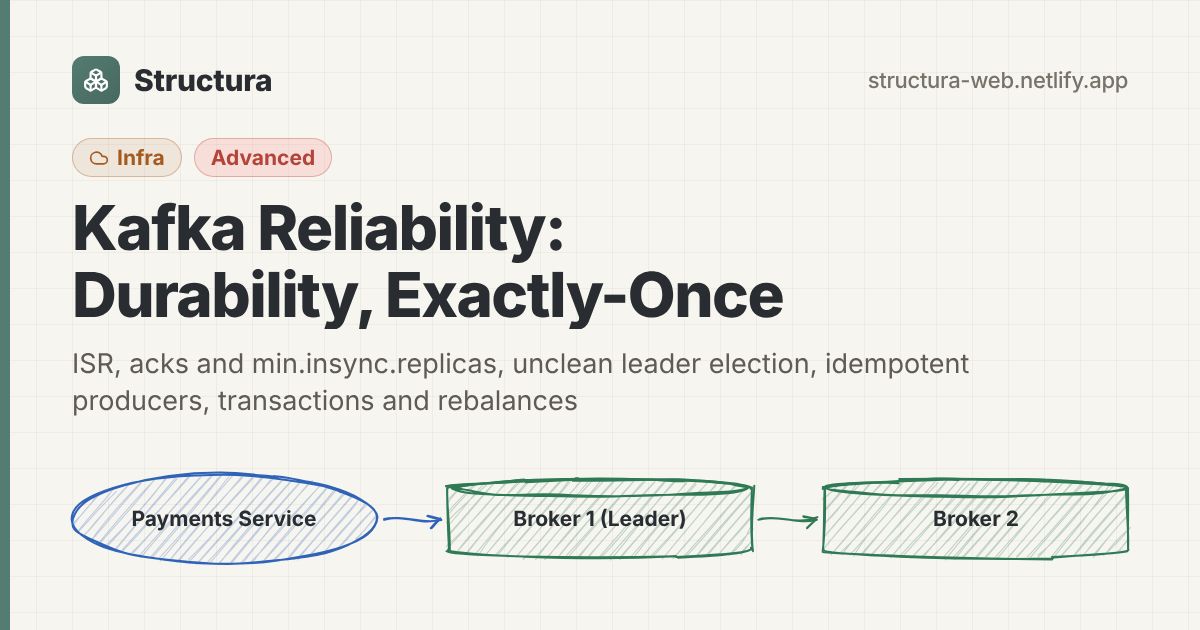 Structura
structura-web.netlify.app
Infra
Advanced
Kafka Reliability:
Durability, Exactly-Once
ISR, acks and min.insync.replicas, unclean leader election, idempotent
producers, transactions and rebalances
Payments Service
Broker 1 (Leader)
Broker 2